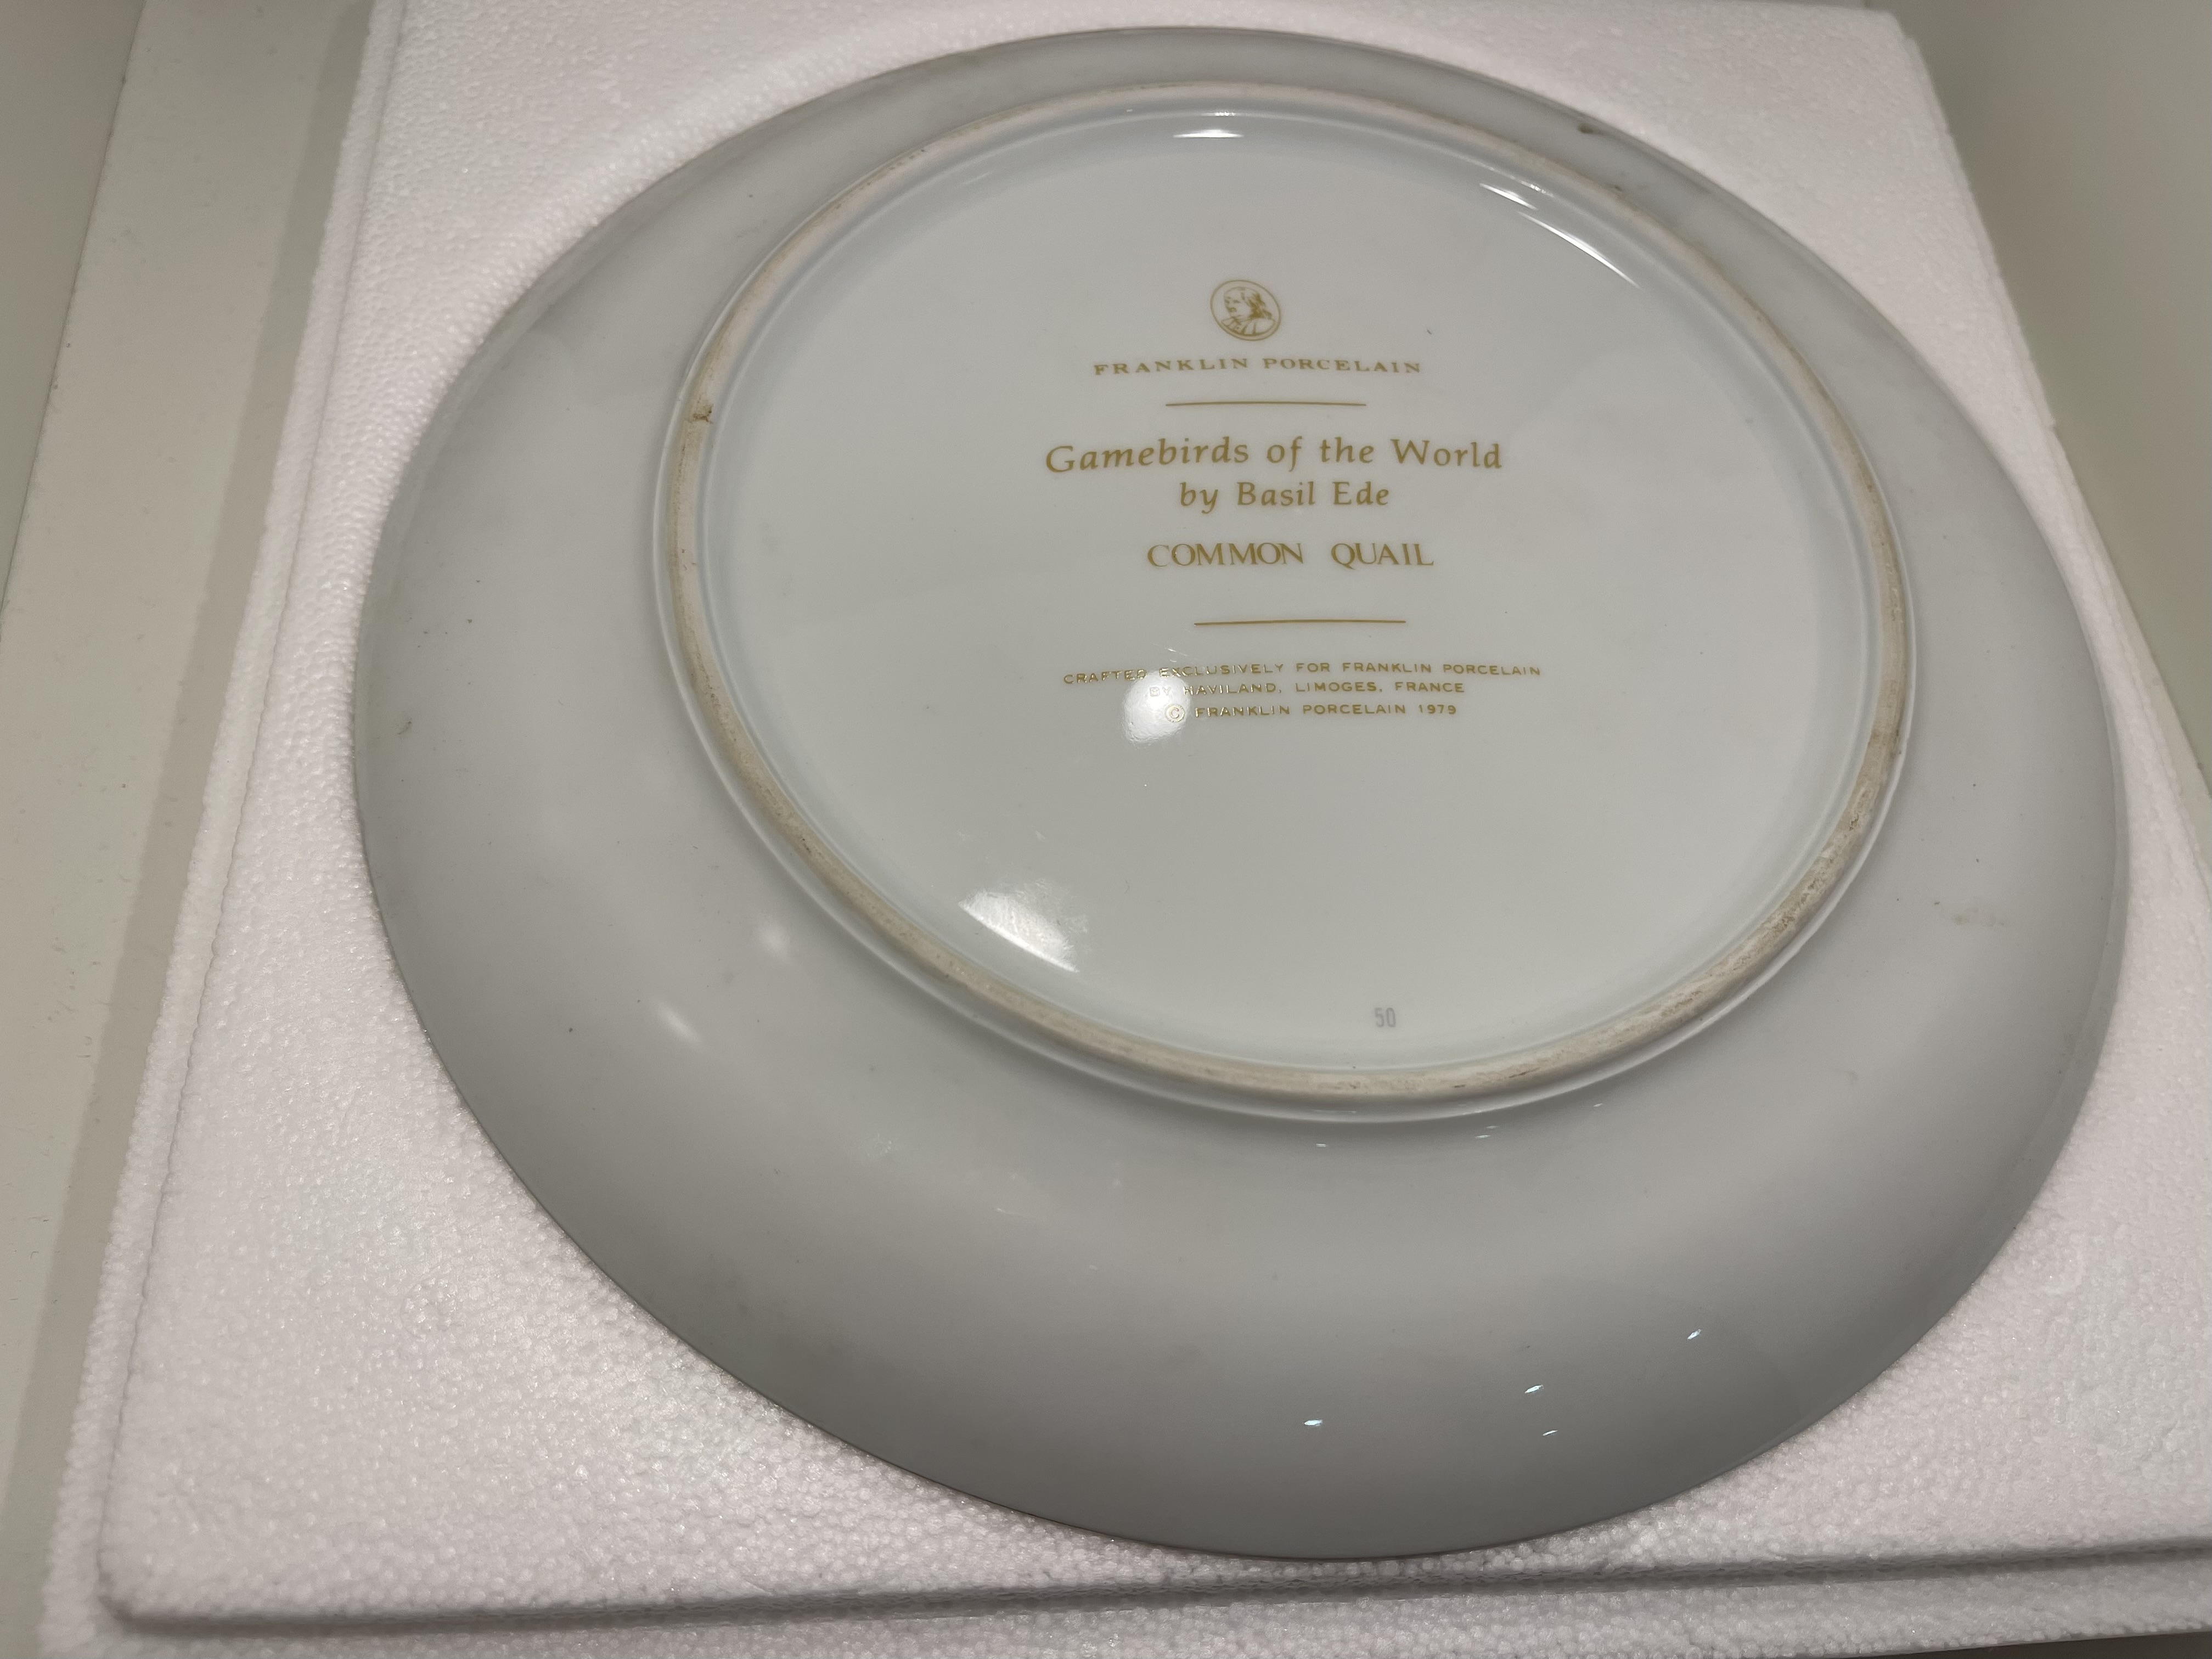 FRANKLIN PORCELAIN
Gamebirds of the World
by Basil Ede
COMMON QUAIL
CRAFTED EXCLUSIVELY FOR FRANKLIN PORCELAIN
BY HAVILAND, LIMOGES, FRANCE
© FRANKLIN PORCELAIN 1979
50